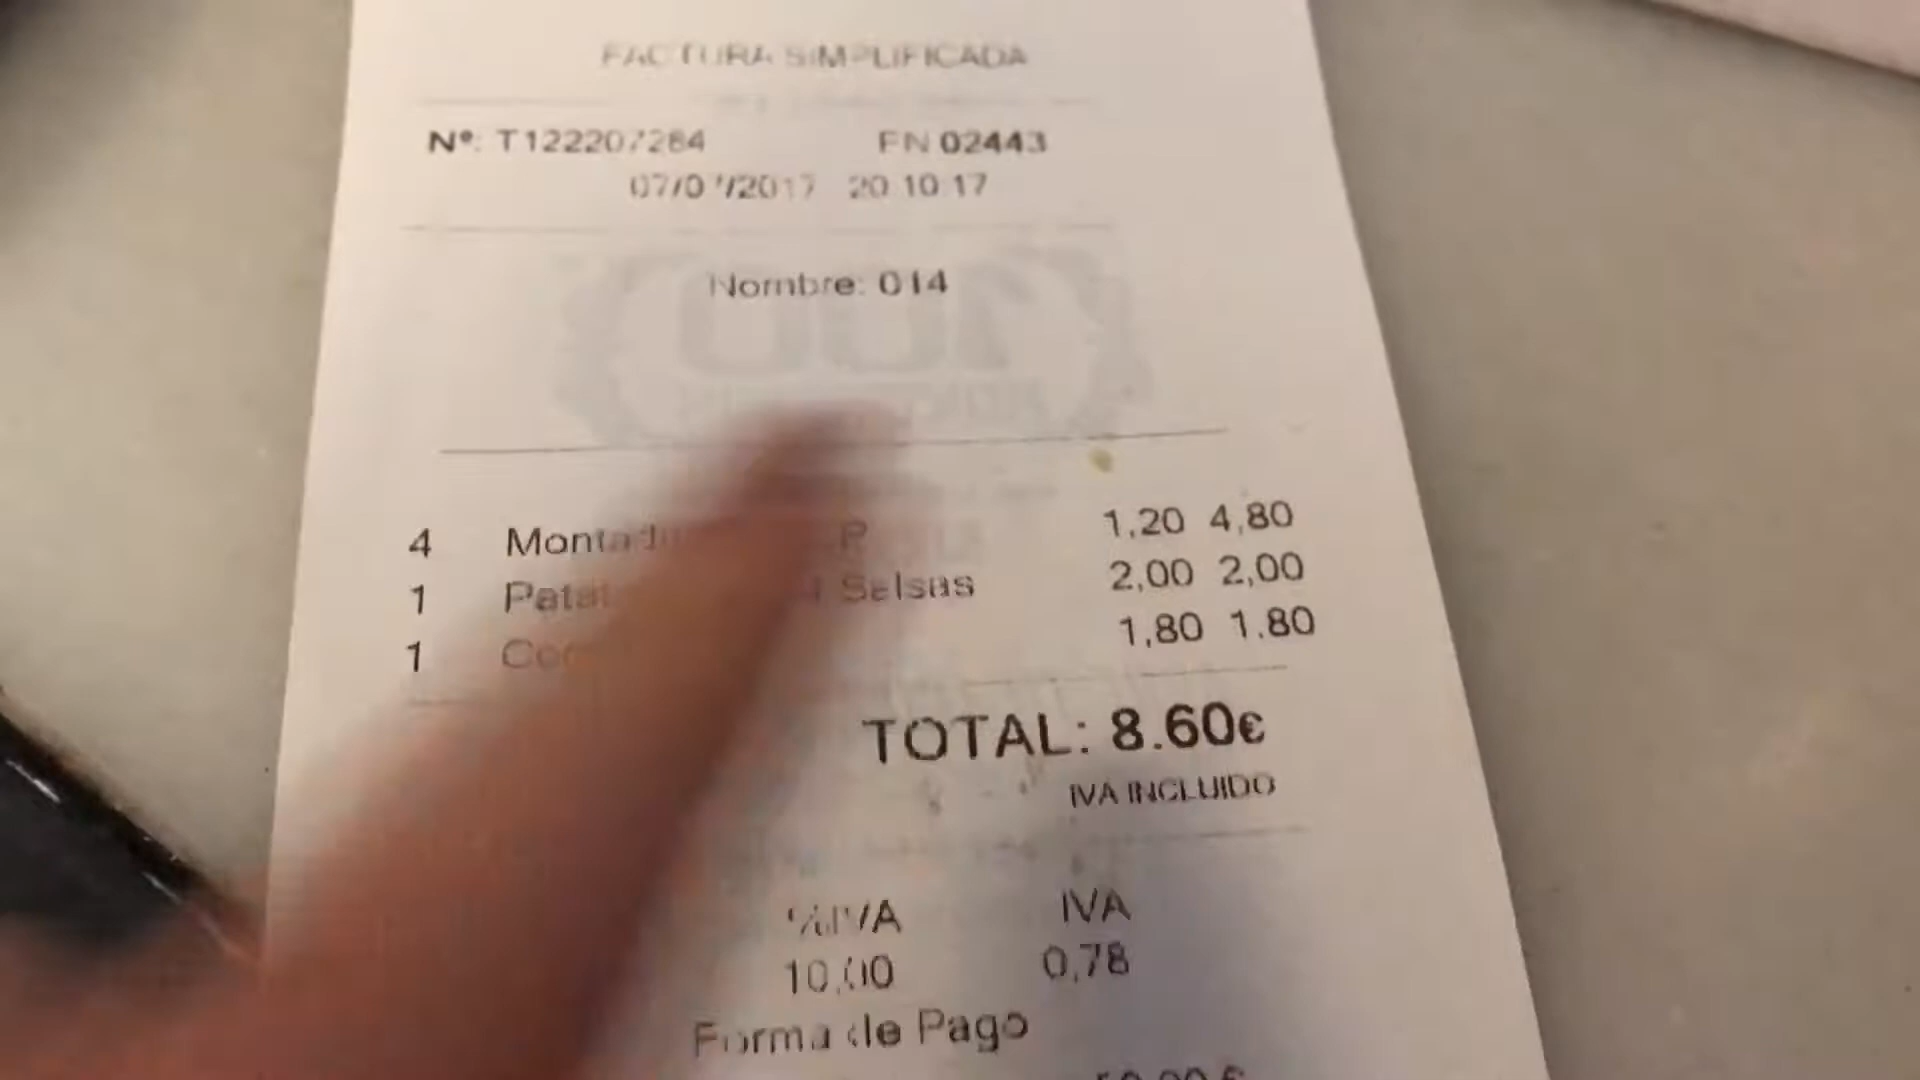 FACTURA SIMPLIFICADA
Nº: T122207284 FN 02443
20 10 17
Nombre: 014
100
4 1,20 4,80
1 Salsas 2,00 2,00
1 1,80 1.80
TOTAL: 8.60€
IVA INCLUIDO
%IVA IVA
10,00 0,78
Forma de Pago